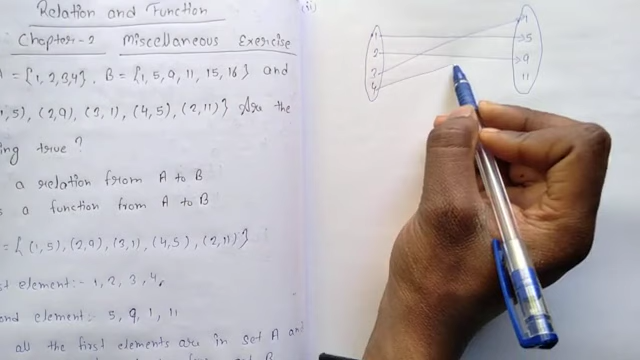 Relation and Function
Chapter-2 Miscellaneous Exercise
= {1,2,3,4}, B = {1, 5, 9, 11, 15, 16} and
1, 5), (2,9), (3, 1), (4,5), (2,11)} Are the
ing true?
a relation from A to B
s a function from A to B
= {(1,5), (2,9), (3,1), (4,5), (2,11)}
st element:- 1, 2, 3, 4,
ond element:- 5, 9, 1, 11
all the first elements are in set A and
(ii)
1
2
3
4
1
5
9
11